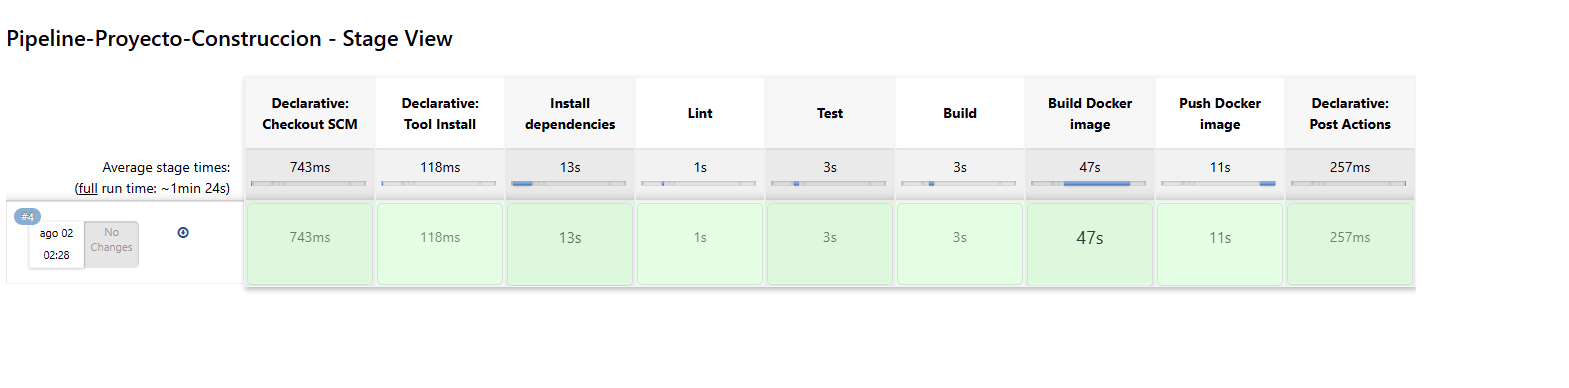 Pipeline-Proyecto-Construccion - Stage View
Declarative:
Checkout SCM
Declarative:
Tool Install
Install
dependencies
Lint
Test
Build
Build Docker
image
Push Docker
image
Declarative:
Post Actions
Average stage times:
(full run time: ~1min 24s)
743ms
118ms
13s
1s
3s
3s
47s
11s
257ms
#4
ago 02
02:28
No
Changes
743ms
118ms
13s
1s
3s
3s
47s
11s
257ms